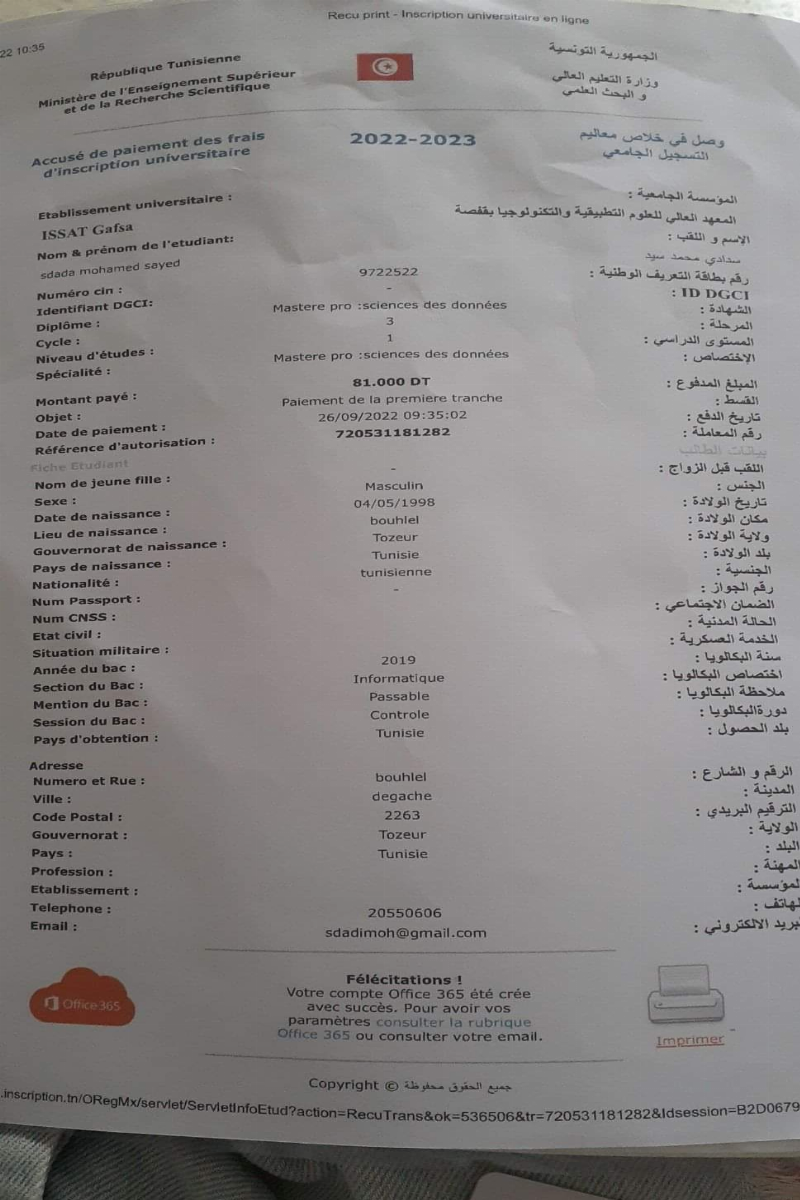 Recu print - Inscription universitaire en ligne
22 10:35
République Tunisienne
Ministère de l'Enseignement Supérieur
et de la Recherche Scientifique
الجمهورية التونسية
وزارة التعليم العالي
و البحث العلمي
Accusé de paiement des frais
d'inscription universitaire
2022-2023
وصل في خلاص معاليم
التسجيل الجامعي
Etablissement universitaire :
المؤسسة الجامعية :
ISSAT Gafsa
المعهد العالي للعلوم التطبيقية والتكنولوجيا بقفصة
Nom & prénom de l'etudiant:
الإسم و اللقب :
sdada mohamed sayed
سدادي محمد سيد
Numéro cin : 9722522 رقم بطاقة التعريف الوطنية :
Identifiant DGCI: - ID DGCI :
Diplôme : Mastere pro :sciences des données الشهادة :
Cycle : 3 المرحلة :
Niveau d'études : 1 المستوى الدراسي :
Spécialité : Mastere pro :sciences des données الإختصاص :
Montant payé : 81.000 DT المبلغ المدفوع :
Objet : Paiement de la premiere tranche القسط :
Date de paiement : 26/09/2022 09:35:02 تاريخ الدفع :
Référence d'autorisation : 720531181282 رقم المعاملة :
Fiche Etudiant بيانات الطالب
Nom de jeune fille : - اللقب قبل الزواج :
Sexe : Masculin الجنس :
Date de naissance : 04/05/1998 تاريخ الولادة :
Lieu de naissance : bouhlel مكان الولادة :
Gouvernorat de naissance : Tozeur ولاية الولادة :
Pays de naissance : Tunisie بلد الولادة :
Nationalité : tunisienne الجنسية :
Num Passport : - رقم الجواز :
Num CNSS : الضمان الاجتماعي :
Etat civil : الحالة المدنية :
Situation militaire : الخدمة العسكرية :
Année du bac : 2019 سنة البكالويا :
Section du Bac : Informatique اختصاص البكالويا :
Mention du Bac : Passable ملاحظة البكالويا :
Session du Bac : Controle دورةالبكالويا :
Pays d'obtention : Tunisie بلد الحصول :
Adresse
Numero et Rue : bouhlel الرقم و الشارع :
Ville : degache المدينة :
Code Postal : 2263 الترقيم البريدي :
Gouvernorat : Tozeur الولاية :
Pays : Tunisie البلد :
Profession : المهنة :
Etablissement : لمؤسسة :
Telephone : 20550606 لهاتف :
Email : sdadimoh@gmail.com بريد الالكتروني :
Office 365
Félécitations !
Votre compte Office 365 été crée
avec succès. Pour avoir vos
paramètres consulter la rubrique
Office 365 ou consulter votre email.
Imprimer
Copyright © جميع الحقوق محفوظة
.inscription.tn/ORegMx/servlet/ServletInfoEtud?action=RecuTrans&ok=536506&tr=720531181282&Idsession=B2D0679